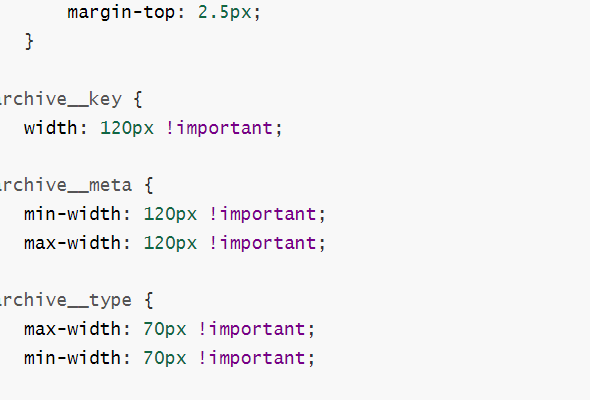 margin-top: 2.5px;
}
rchive__key {
width: 120px !important;
rchive__meta {
min-width: 120px !important;
max-width: 120px !important;
rchive__type {
max-width: 70px !important;
min-width: 70px !important;